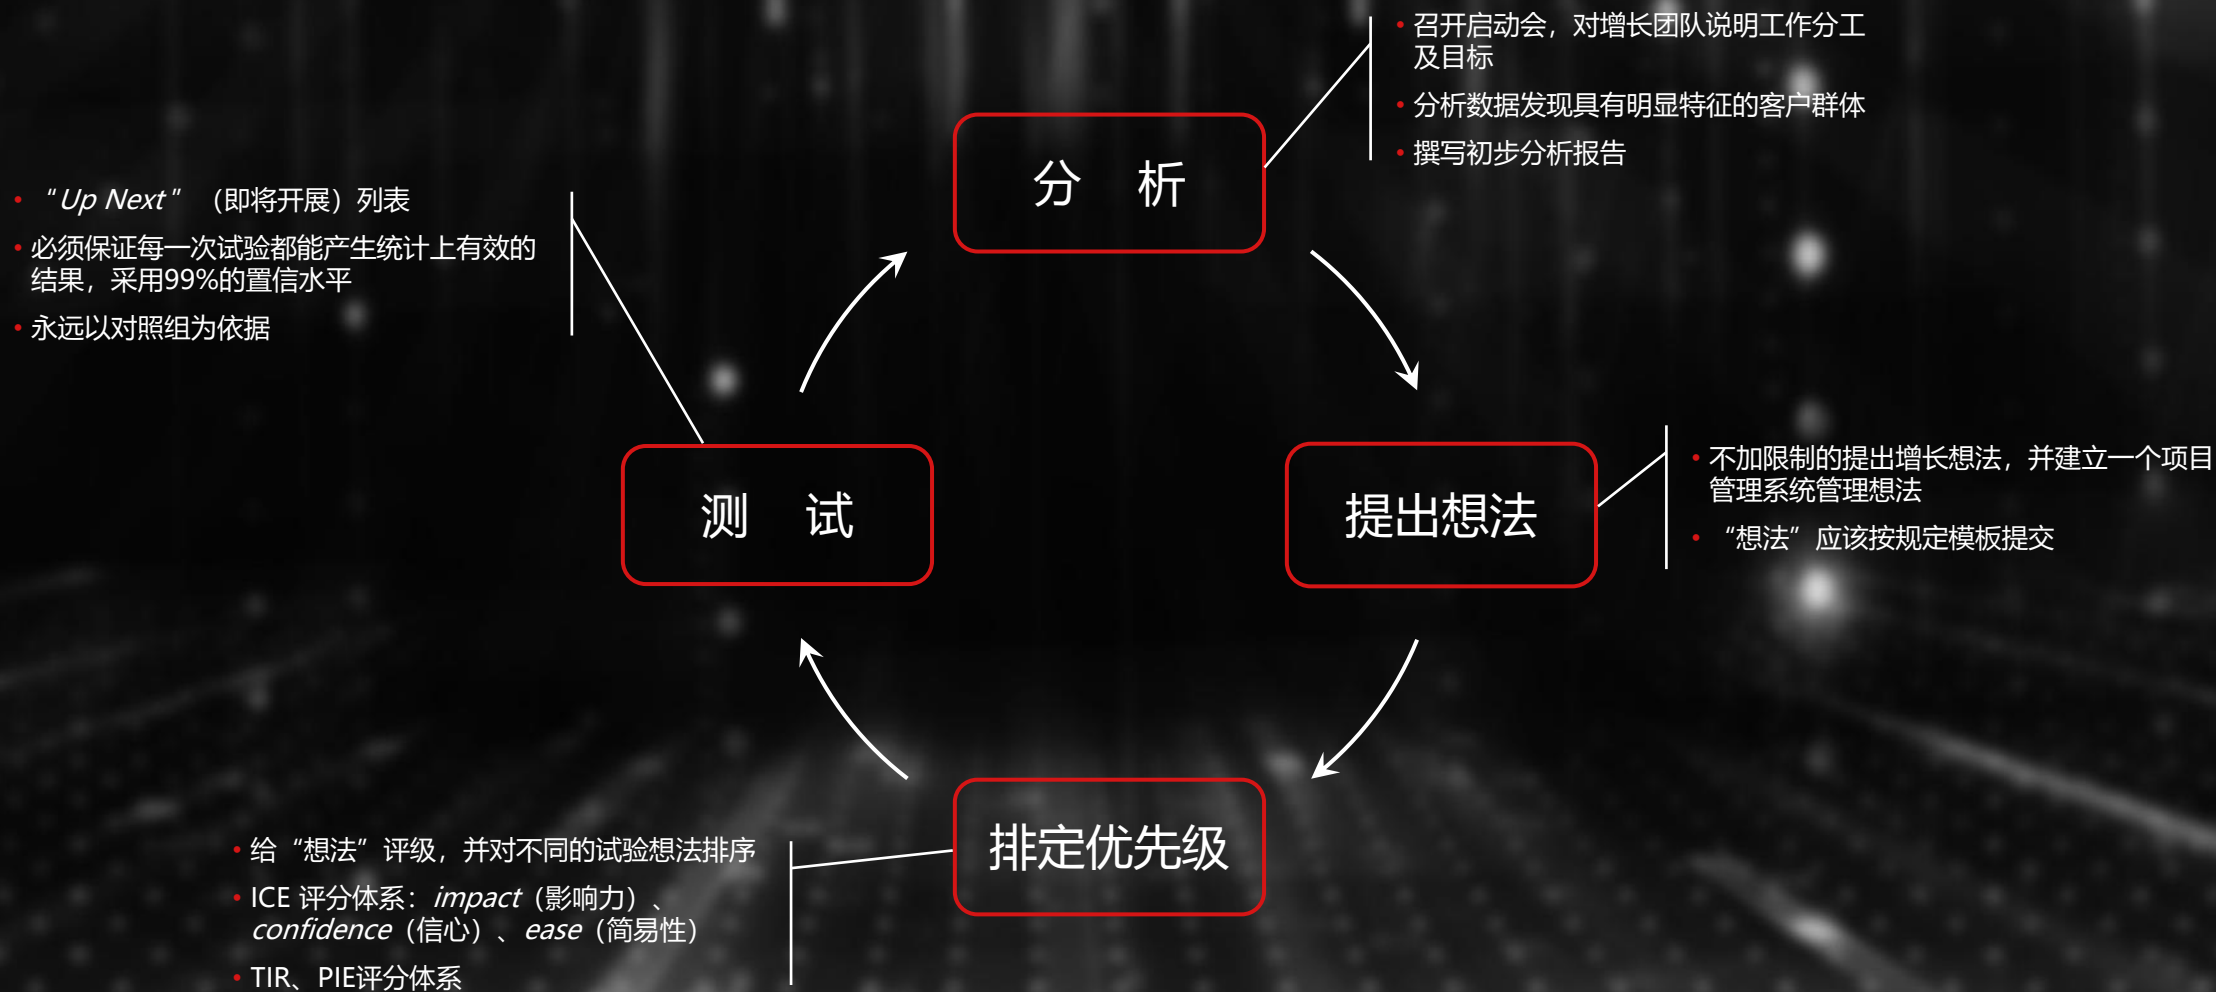 分 析
• 召开启动会，对增长团队说明工作分工
及目标
• 分析数据发现具有明显特征的客户群体
• 撰写初步分析报告
提出想法
• 不加限制的提出增长想法，并建立一个项目
管理系统管理想法
• “想法”应该按规定模板提交
排定优先级
• 给“想法”评级，并对不同的试验想法排序
• ICE 评分体系：impact（影响力）、
confidence（信心）、ease（简易性）
• TIR、PIE评分体系
测 试
• “Up Next” （即将开展）列表
• 必须保证每一次试验都能产生统计上有效的
结果，采用99%的置信水平
• 永远以对照组为依据